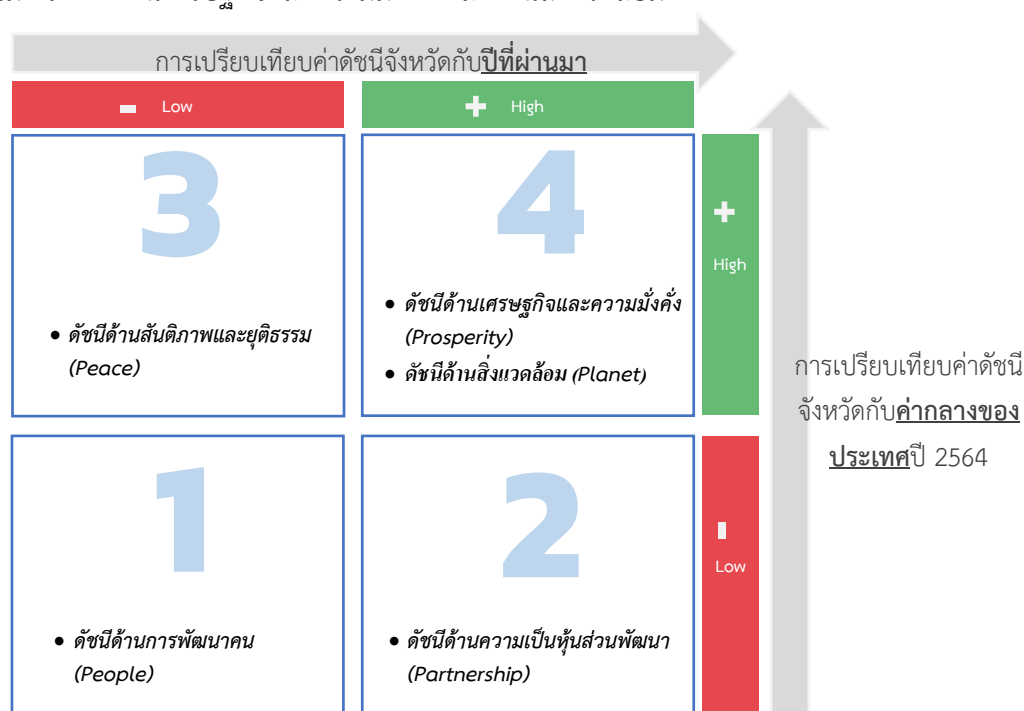 การเปรียบเทียบค่าดัชนีจังหวัดกับปีที่ผ่านมา
- Low
+ High
3
4
+
High
• ดัชนีด้านสันติภาพและยุติธรรม
(Peace)
• ดัชนีด้านเศรษฐกิจและความมั่งคั่ง
(Prosperity)
• ดัชนีด้านสิ่งแวดล้อม (Planet)
การเปรียบเทียบค่าดัชนี
จังหวัดกับค่ากลางของ
ประเทศปี 2564
1
2
-
Low
• ดัชนีด้านการพัฒนาคน
(People)
• ดัชนีด้านความเป็นหุ้นส่วนพัฒนา
(Partnership)